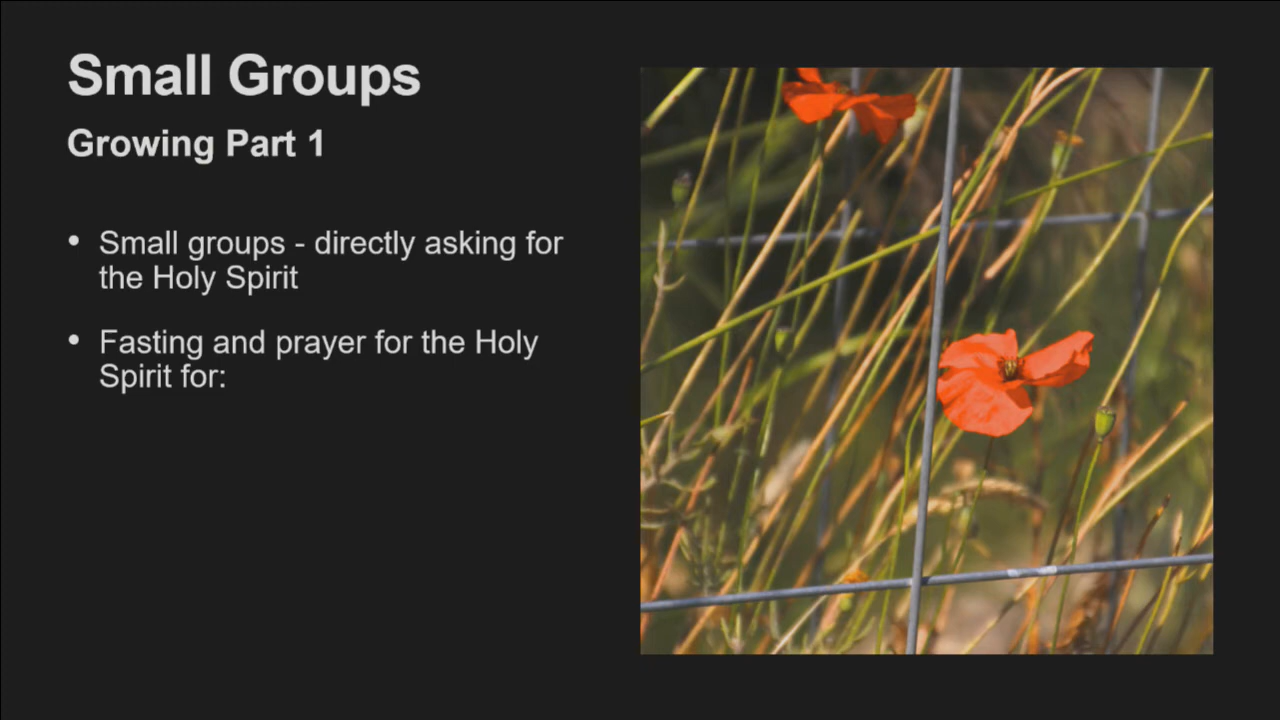 Small Groups
Growing Part 1
• Small groups - directly asking for
the Holy Spirit
• Fasting and prayer for the Holy
Spirit for: